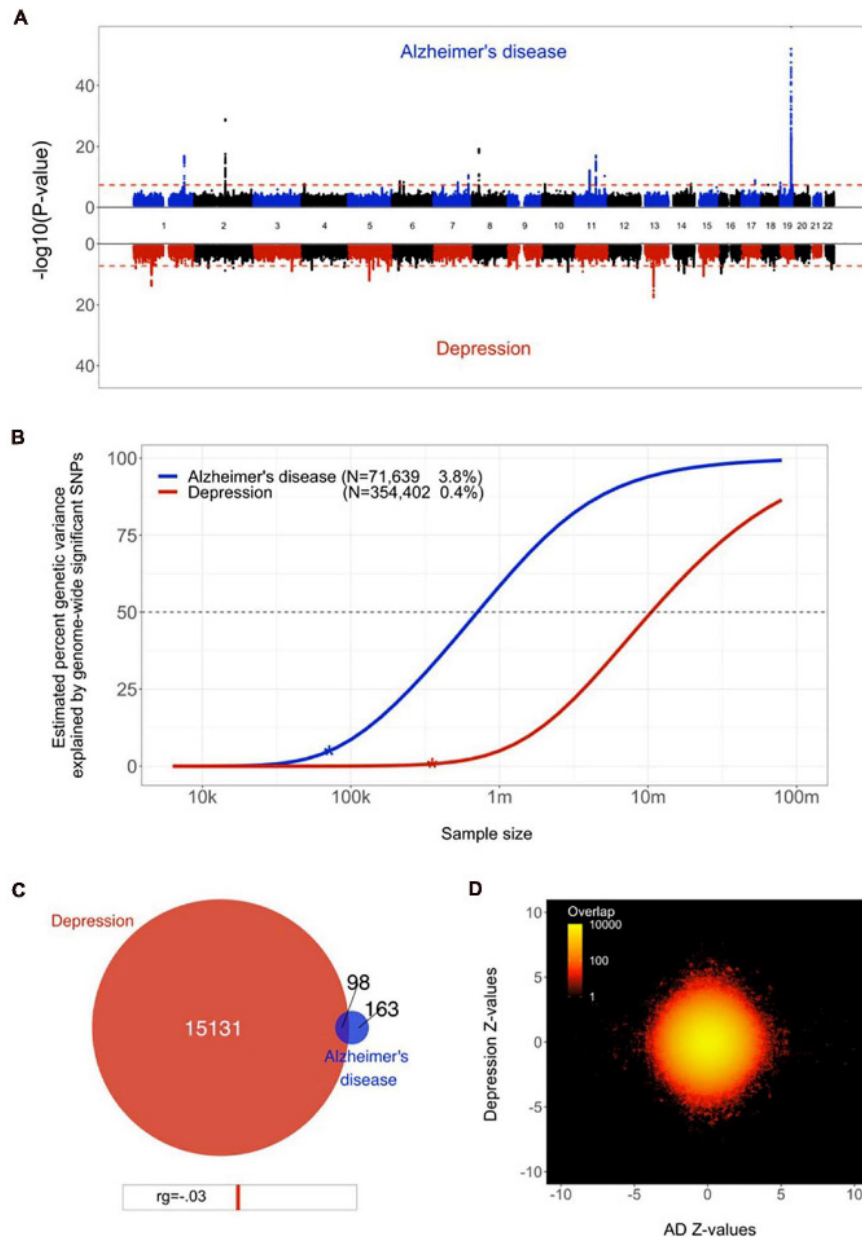 A
Alzheimer's disease
-log10(P-value)
40
20
0
1 2 3 4 5 6 7 8 9 10 11 12 13 14 15 16 17 18 19 20 21 22
0
20
40
Depression
B
Estimated percent genetic variance
explained by genome-wide significant SNPs
100
75
50
25
0
Alzheimer's disease (N=71,639 3.8%)
Depression (N=354,402 0.4%)
10k 100k 1m 10m 100m
Sample size
C
Depression
15131
98
163
Alzheimer's
disease
rg=-.03
D
Depression Z-values
10
5
0
-5
-10
Overlap
10000
100
1
-10 -5 0 5 10
AD Z-values